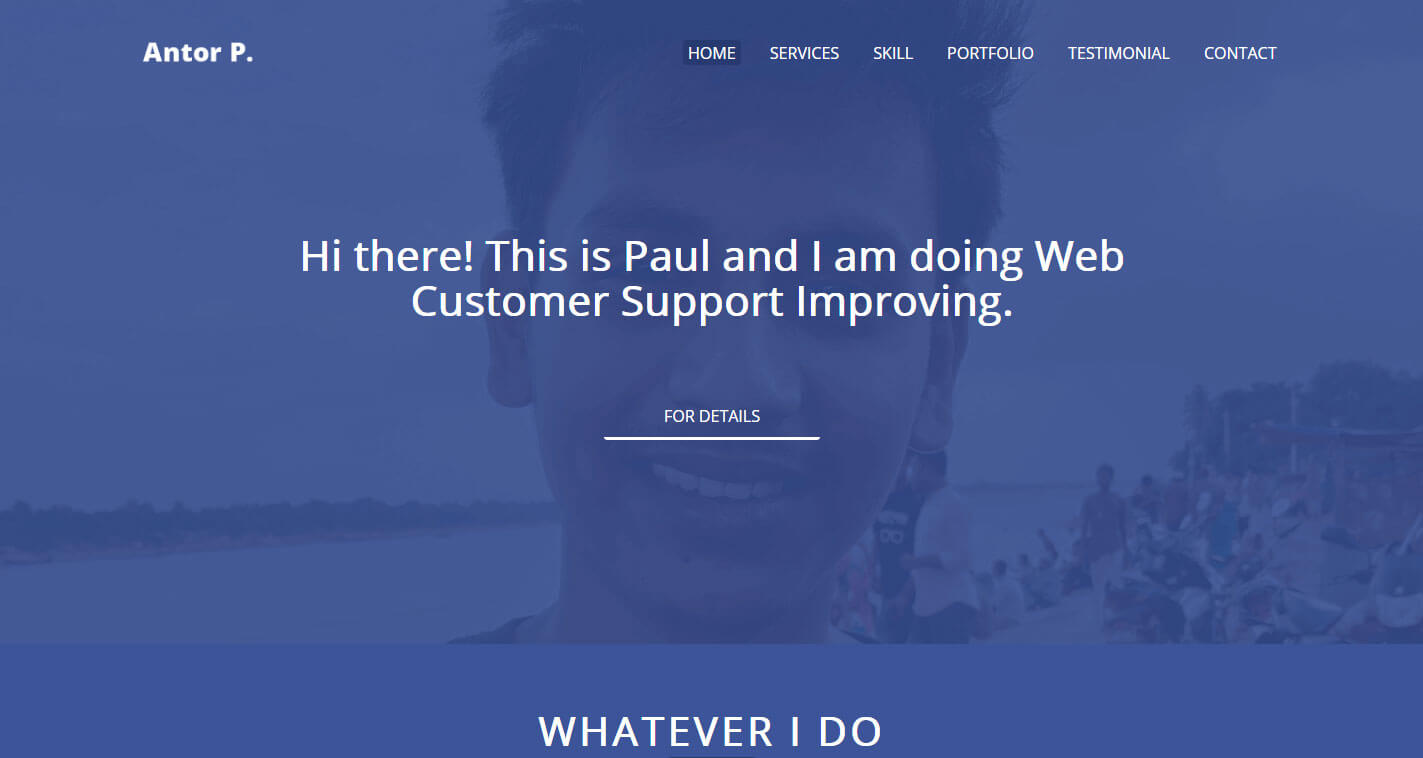 Antor P.
HOME SERVICES SKILL PORTFOLIO TESTIMONIAL CONTACT
Hi there! This is Paul and I am doing Web
Customer Support Improving.
FOR DETAILS
WHATEVER I DO